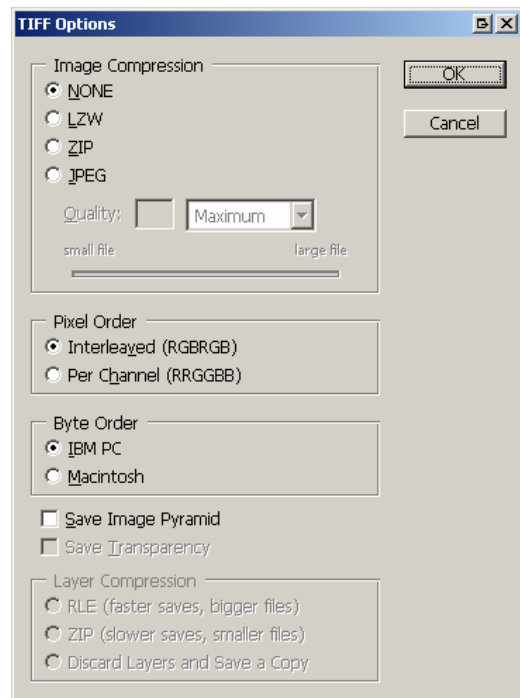 TIFF Options
Image Compression
NONE
LZW
ZIP
JPEG
Quality: Maximum
small file large file
OK
Cancel
Pixel Order
Interleaved (RGBRGB)
Per Channel (RRGGBB)
Byte Order
IBM PC
Macintosh
Save Image Pyramid
Save Transparency
Layer Compression
RLE (faster saves, bigger files)
ZIP (slower saves, smaller files)
Discard Layers and Save a Copy